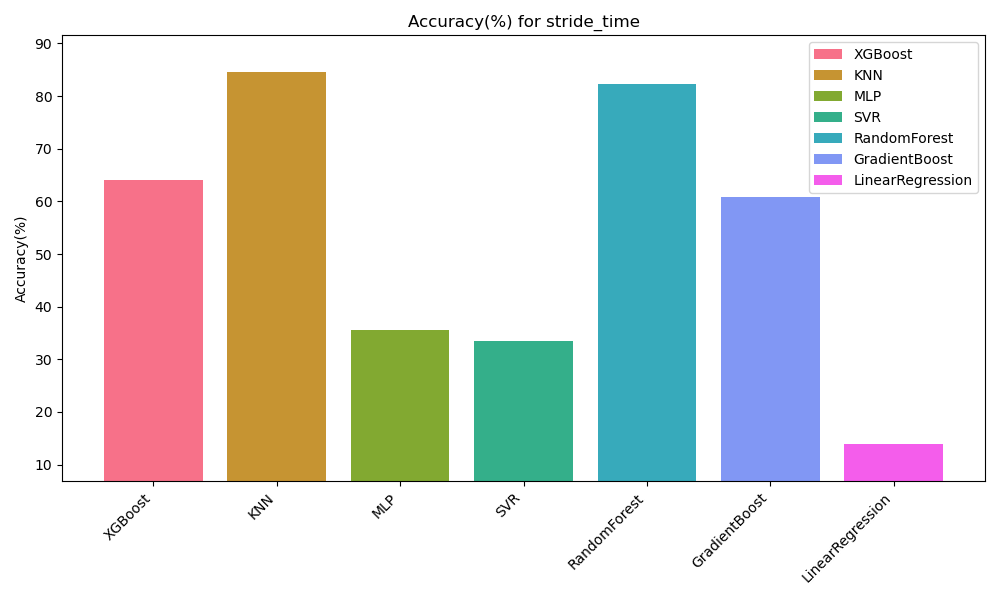 Accuracy(%) for stride_time
Accuracy(%)
90
80
70
60
50
40
30
20
10
XGBoost
KNN
MLP
SVR
RandomForest
GradientBoost
LinearRegression
XGBoost
KNN
MLP
SVR
RandomForest
GradientBoost
LinearRegression